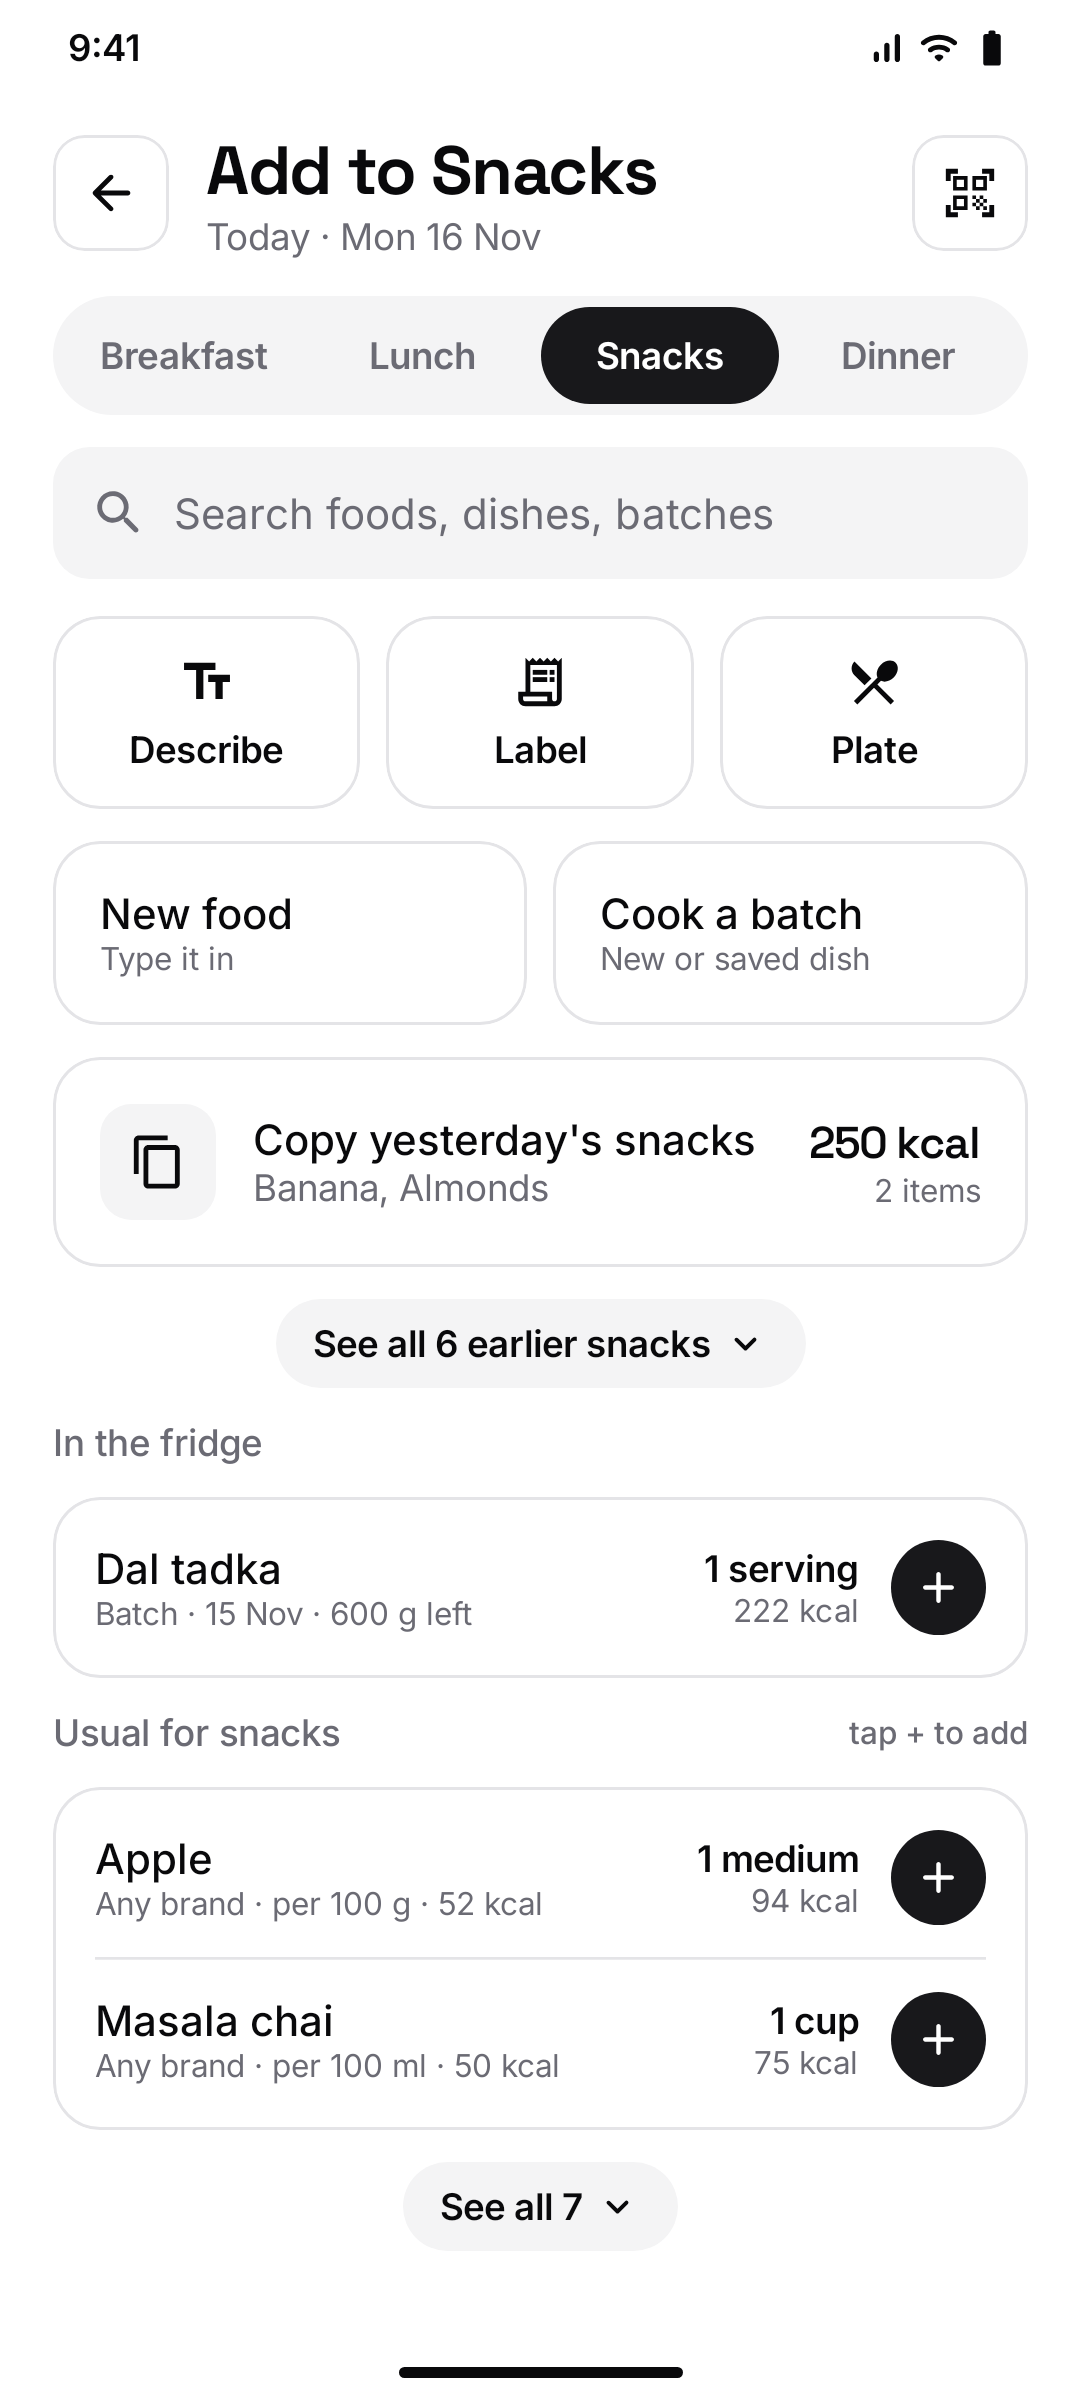 9:41
Add to Snacks
Today · Mon 16 Nov
Breakfast Lunch Snacks Dinner
Search foods, dishes, batches
Describe Label Plate
New food
Type it in
Cook a batch
New or saved dish
Copy yesterday's snacks
Banana, Almonds
250 kcal
2 items
See all 6 earlier snacks
In the fridge
Dal tadka
Batch · 15 Nov · 600 g left
1 serving
222 kcal
Usual for snacks
tap + to add
Apple
Any brand · per 100 g · 52 kcal
1 medium
94 kcal
Masala chai
Any brand · per 100 ml · 50 kcal
1 cup
75 kcal
See all 7